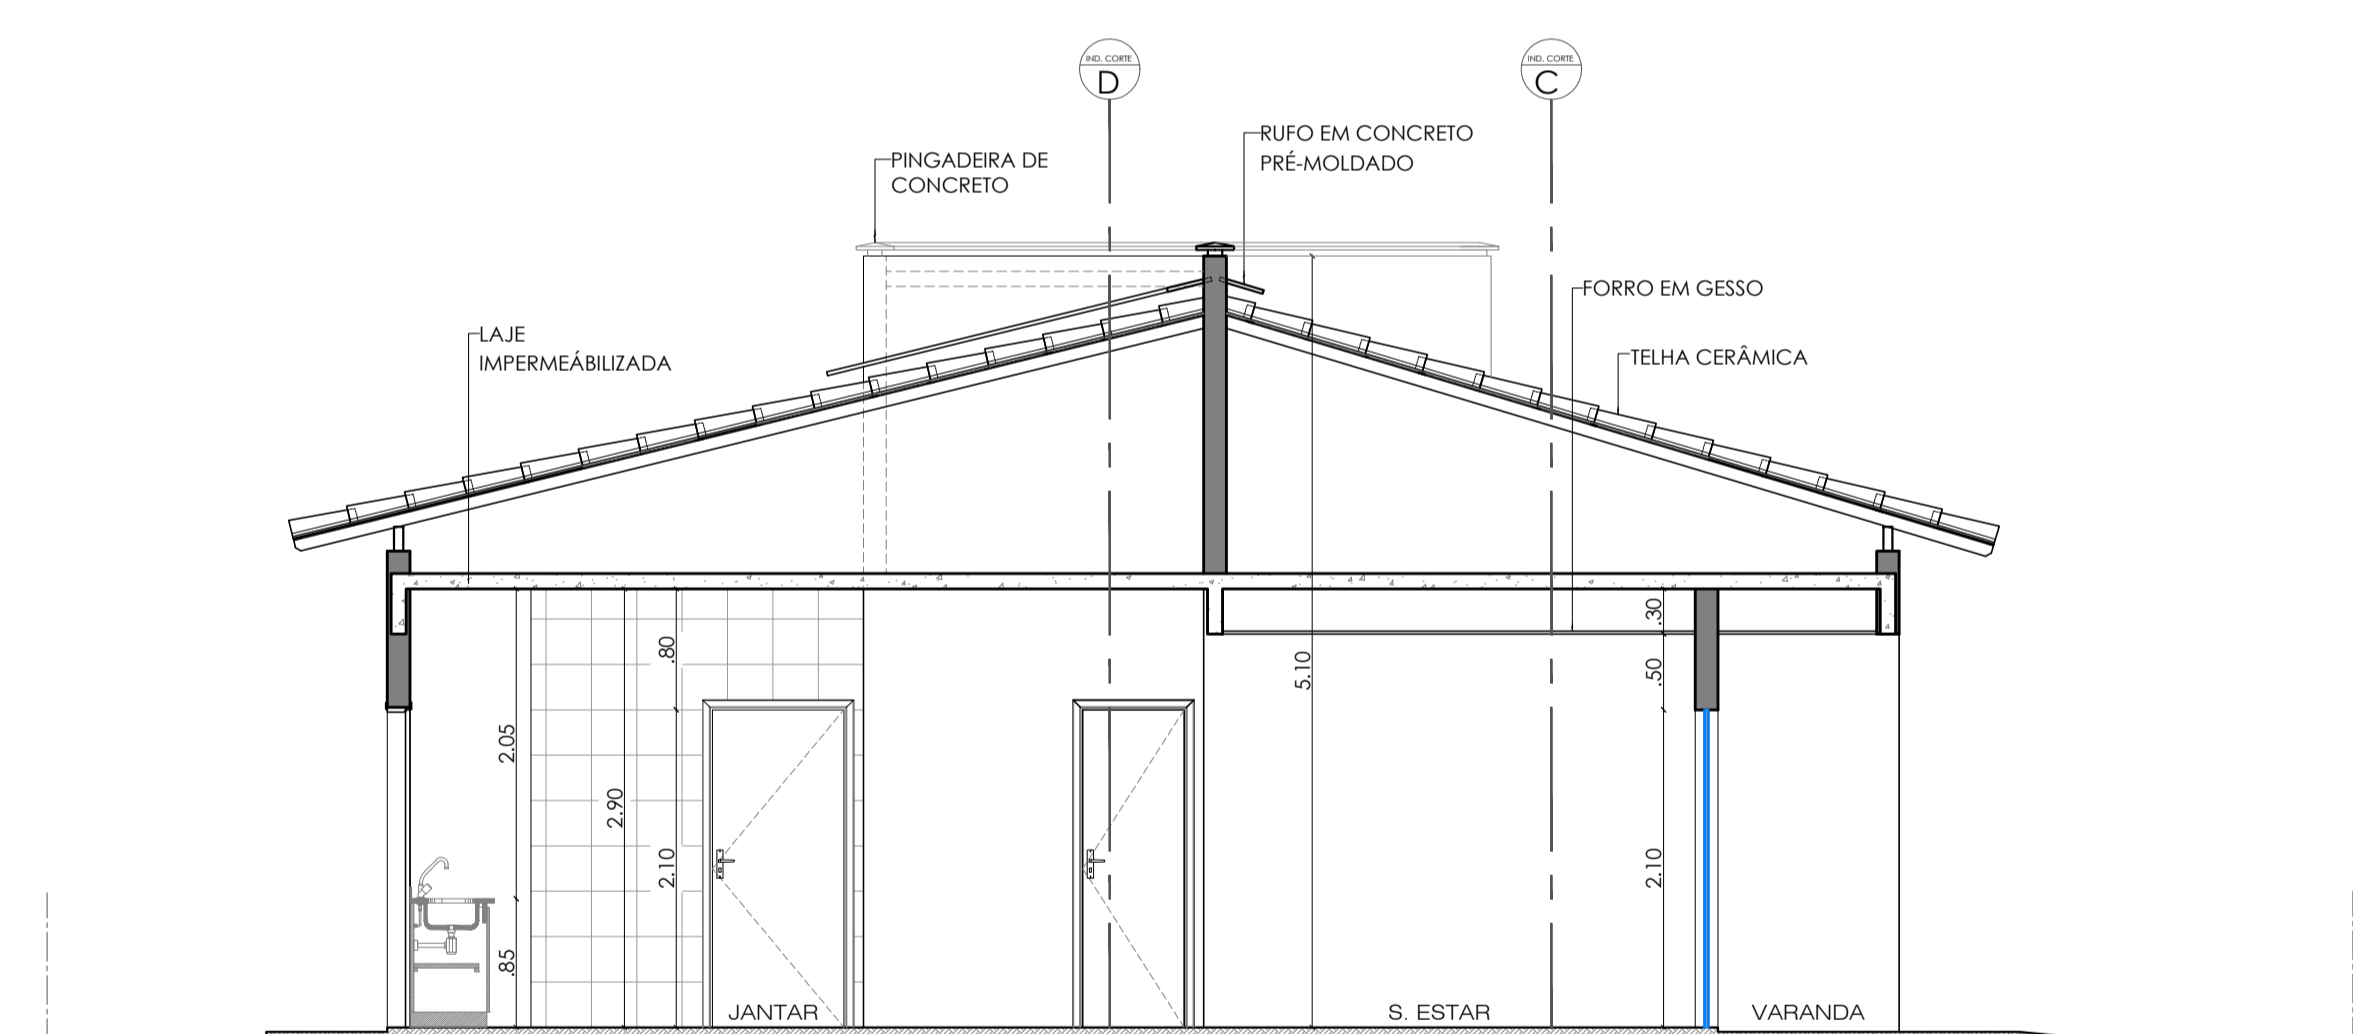 IND. CORTE
D
IND. CORTE
C
RUFO EM CONCRETO
PRÉ-MOLDADO
PINGADEIRA DE
CONCRETO
FORRO EM GESSO
LAJE
IMPERMEÁBILIZADA
TELHA CERÂMICA
.30
.80
.50
5.10
2.05
2.90
2.10
2.10
.85
JANTAR
S. ESTAR
VARANDA